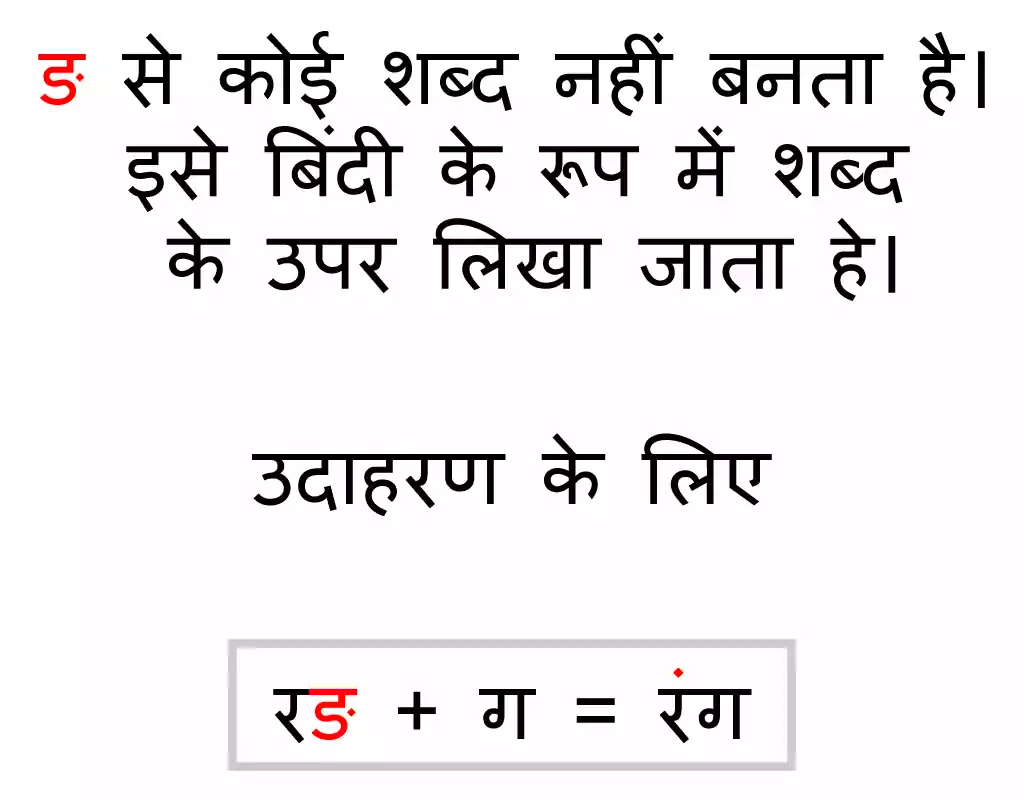 ङ से कोई शब्द नहीं बनता है।
इसे बिंदी के रूप में शब्द
के उपर लिखा जाता हे।
उदाहरण के लिए
रङ + ग = रंग